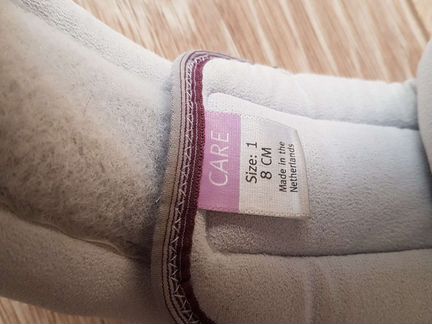 CARE
Size: 1
8 CM
Made in the
Netherlands